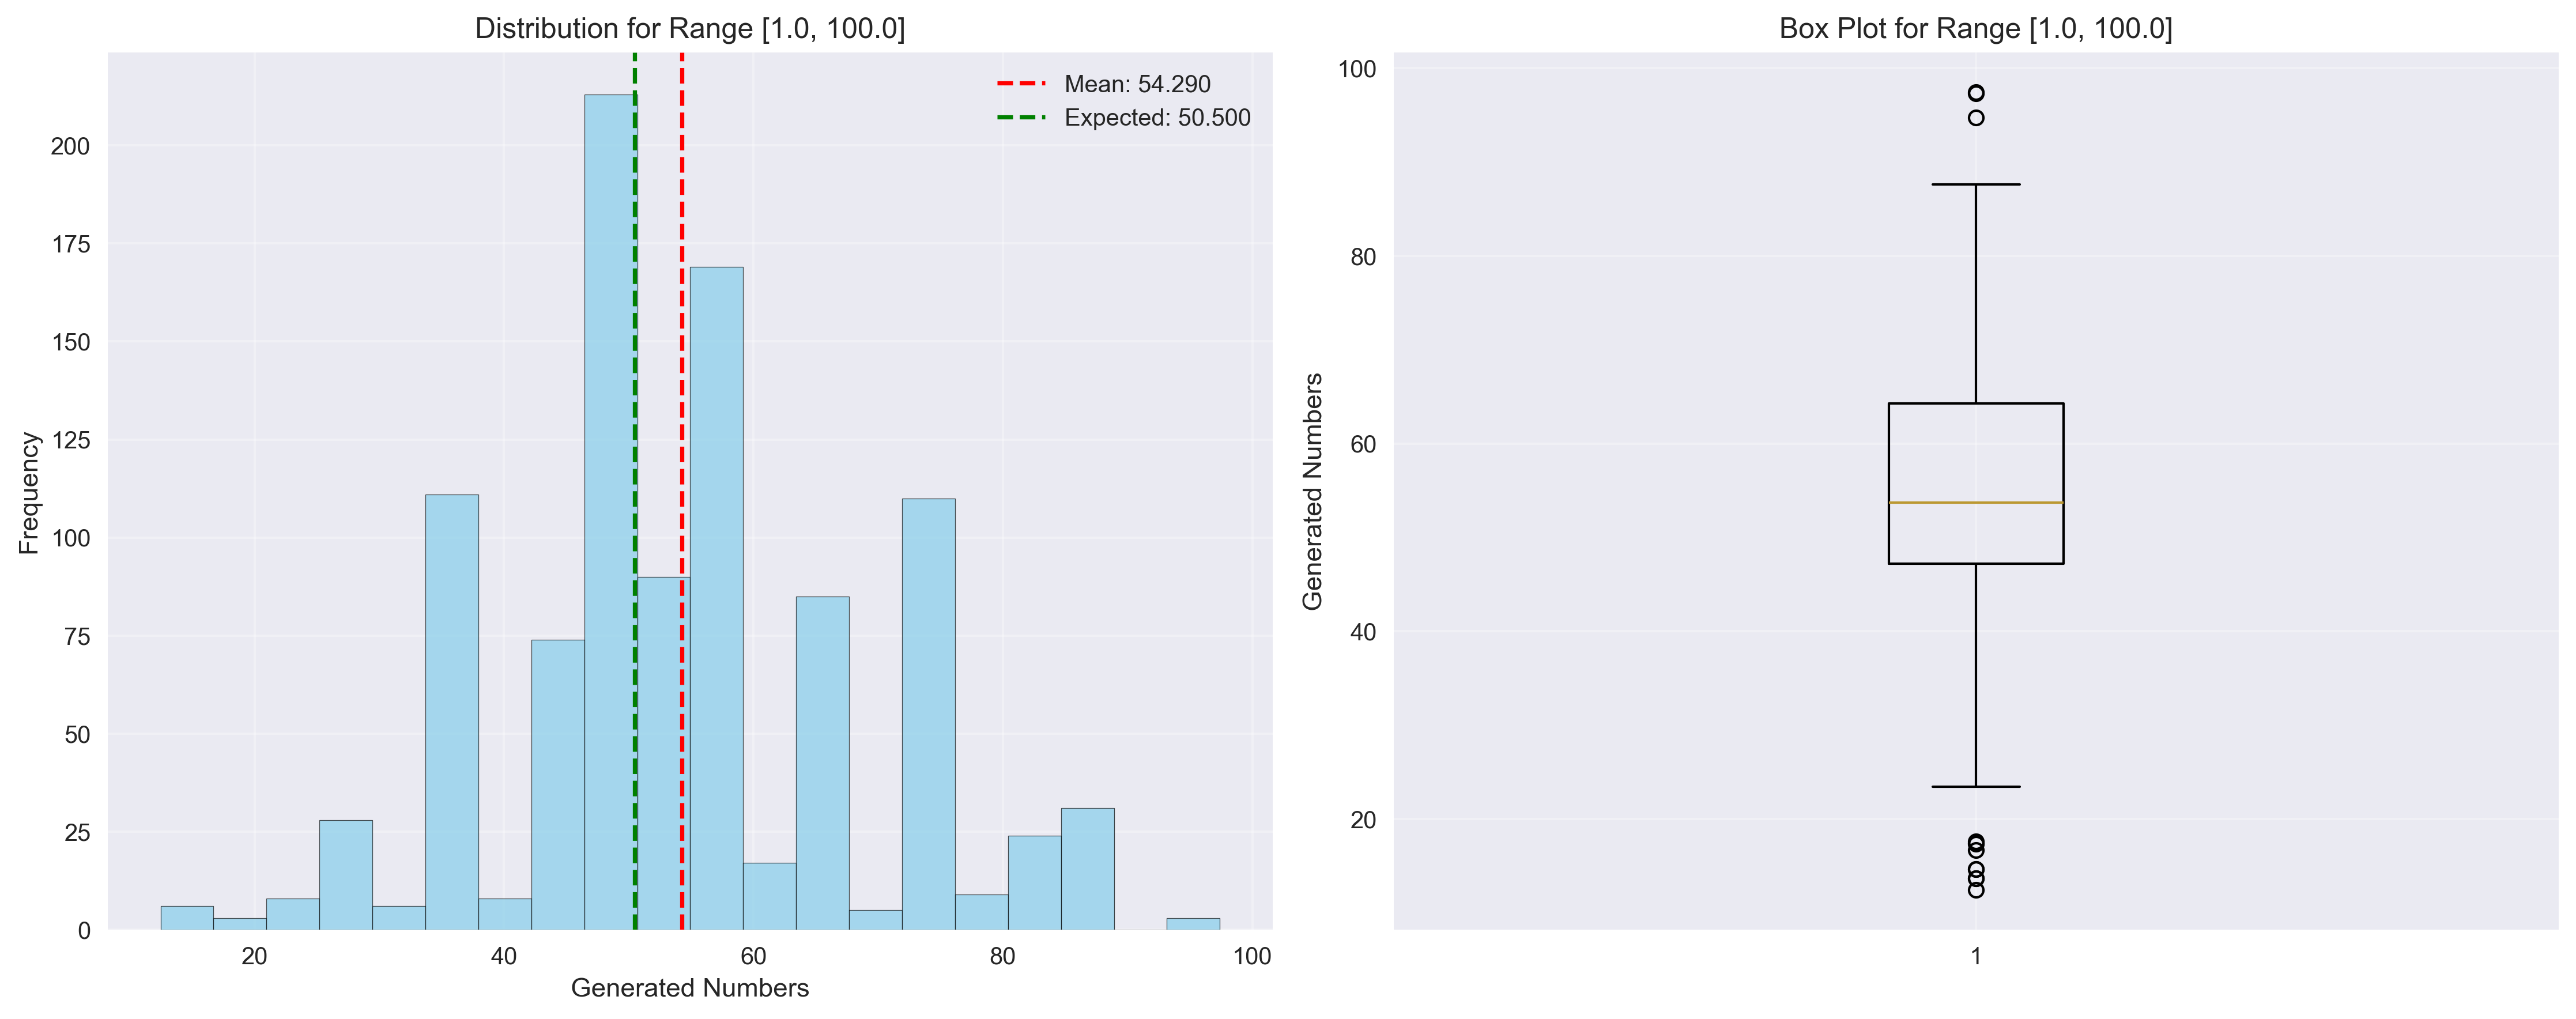 Distribution for Range [1.0, 100.0]
Mean: 54.290
Expected: 50.500
Frequency
200
175
150
125
100
75
50
25
0
20
40
60
80
100
Generated Numbers
Box Plot for Range [1.0, 100.0]
Generated Numbers
100
80
60
40
20
1